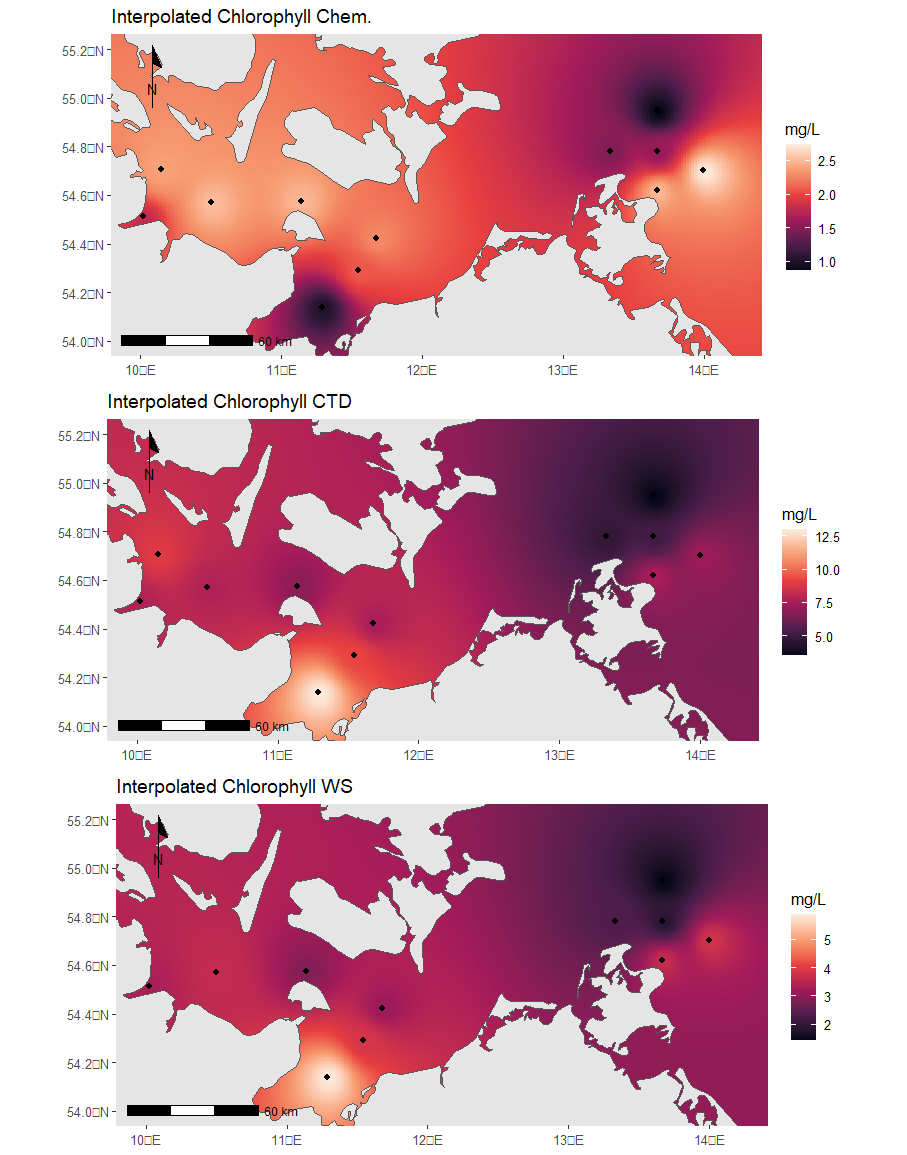 Interpolated Chlorophyll Chem.
55.2□N
55.0□N
54.8□N
54.6□N
54.4□N
54.2□N
54.0□N
N
60 km
10□E 11□E 12□E 13□E 14□E
mg/L
2.5
2.0
1.5
1.0
Interpolated Chlorophyll CTD
55.2□N
55.0□N
54.8□N
54.6□N
54.4□N
54.2□N
54.0□N
N
60 km
10□E 11□E 12□E 13□E 14□E
mg/L
12.5
10.0
7.5
5.0
Interpolated Chlorophyll WS
55.2□N
55.0□N
54.8□N
54.6□N
54.4□N
54.2□N
54.0□N
N
60 km
10□E 11□E 12□E 13□E 14□E
mg/L
5
4
3
2